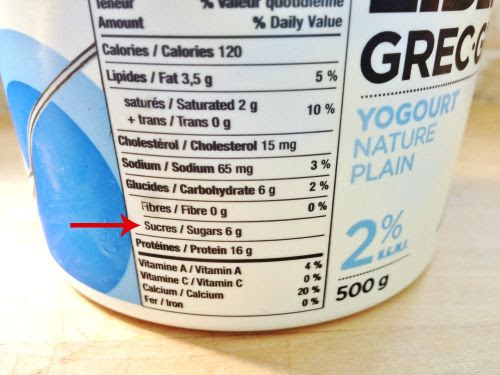 Teneur % valeur quotidienne
Amount % Daily Value
Calories / Calories 120
Lipides / Fat 3,5 g 5 %
saturés / Saturated 2 g
+ trans / Trans 0 g 10 %
Cholestérol / Cholesterol 15 mg
Sodium / Sodium 65 mg 3 %
Glucides / Carbohydrate 6 g 2 %
Fibres / Fibre 0 g 0 %
Sucres / Sugars 6 g
Protéines / Protein 16 g
Vitamine A / Vitamin A 4 %
Vitamine C / Vitamin C 0 %
Calcium / Calcium 20 %
Fer / Iron 0 %
GREC•G
YOGOURT
NATURE
PLAIN
2%
M.G./M.F.
500 g